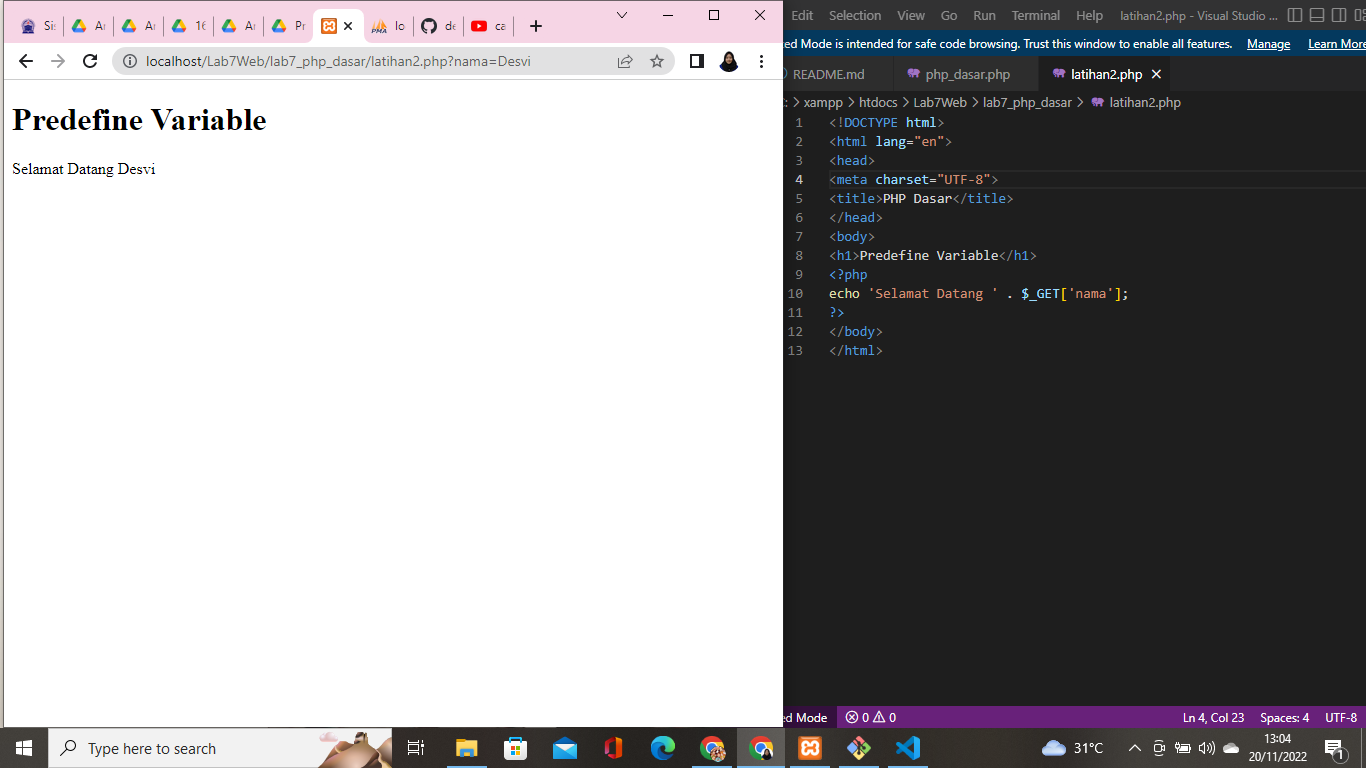 Sis
Ar
Ar
16
Ar
Pr
lo
de
ca
localhost/Lab7Web/lab7_php_dasar/latihan2.php?nama=Desvi
Predefine Variable
Selamat Datang Desvi
Edit Selection View Go Run Terminal Help latihan2.php - Visual Studio ...
ed Mode is intended for safe code browsing. Trust this window to enable all features. Manage Learn More
README.md php_dasar.php latihan2.php
: > xampp > htdocs > Lab7Web > lab7_php_dasar > latihan2.php
1 <!DOCTYPE html>
2 <html lang="en">
3 <head>
4 <meta charset="UTF-8">
5 <title>PHP Dasar</title>
6 </head>
7 <body>
8 <h1>Predefine Variable</h1>
9 <?php
10 echo 'Selamat Datang ' . $_GET['nama'];
11 ?>
12 </body>
13 </html>
ed Mode 0 0 Ln 4, Col 23 Spaces: 4 UTF-8
Type here to search
31°C
13:04
20/11/2022
1